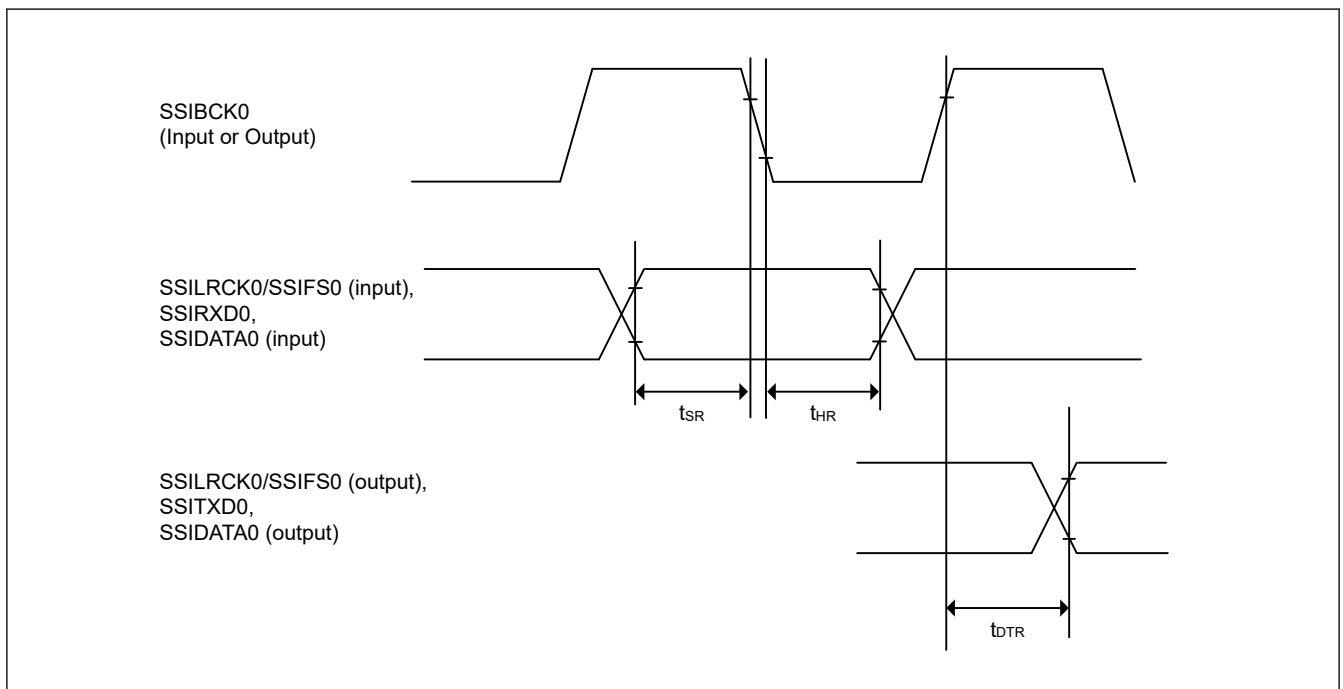 SSIBCK0
(Input or Output)
SSILRCK0/SSIFS0 (input),
SSIRXD0,
SSIDATA0 (input)
tSR
tHR
SSILRCK0/SSIFS0 (output),
SSITXD0,
SSIDATA0 (output)
tDTR